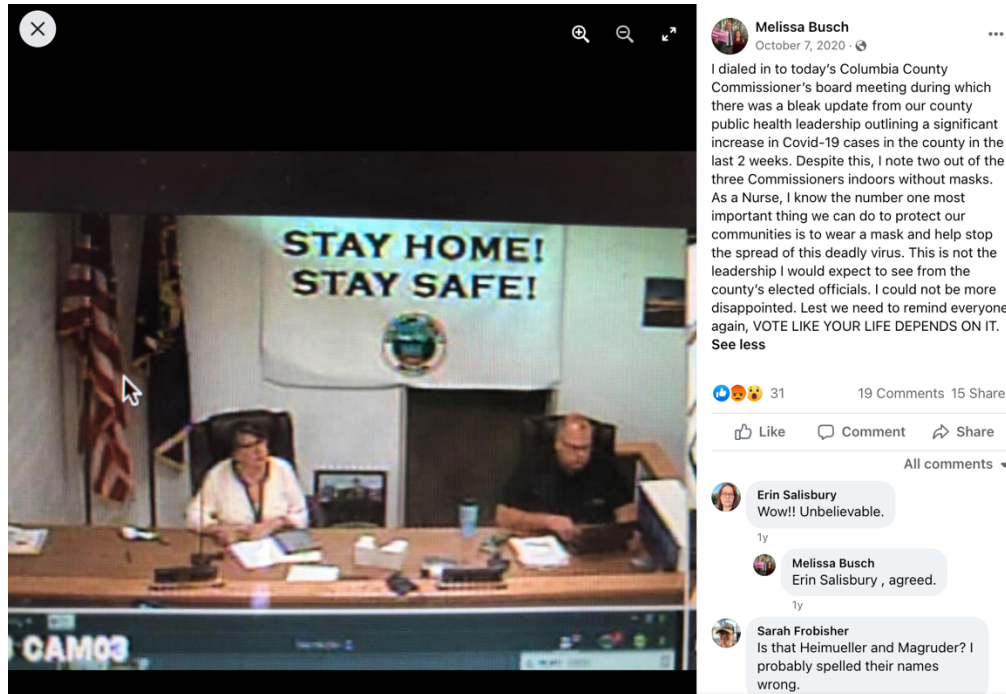 STAY HOME!
STAY SAFE!
CAM03
Melissa Busch
October 7, 2020 ·
I dialed in to today's Columbia County
Commissioner's board meeting during which
there was a bleak update from our county
public health leadership outlining a significant
increase in Covid-19 cases in the county in the
last 2 weeks. Despite this, I note two out of the
three Commissioners indoors without masks.
As a Nurse, I know the number one most
important thing we can do to protect our
communities is to wear a mask and help stop
the spread of this deadly virus. This is not the
leadership I would expect to see from the
county's elected officials. I could not be more
disappointed. Lest we need to remind everyone
again, VOTE LIKE YOUR LIFE DEPENDS ON IT.
See less
31
19 Comments 15 Share
Like Comment Share
All comments
Erin Salisbury
Wow!! Unbelievable.
1y
Melissa Busch
Erin Salisbury , agreed.
1y
Sarah Frobisher
Is that Heimueller and Magruder? I
probably spelled their names
wrong.